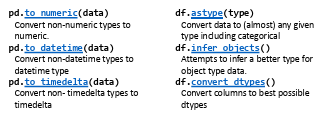 pd.to_numeric(data)
Convert non-numeric types to
numeric.
pd.to_datetime(data)
Convert non-datetime types to
datetime type
pd.to_timedelta(data)
Convert non- timedelta types to
timedelta
df.astype(type)
Convert data to (almost) any given
type including categorical
df.infer_objects()
Attempts to infer a better type for
object type data.
df.convert_dtypes()
Convert columns to best possible
dtypes